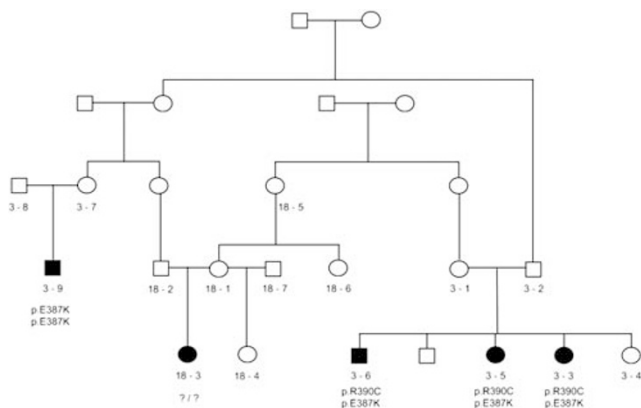 3 - 8
3 - 7
18 - 5
3 - 9
18 - 2
18 - 1
18 - 7
18 - 6
3 - 1
3 - 2
p.E387K
p.E387K
18 - 3
18 - 4
3 - 6
3 - 5
3 - 3
3 - 4
? / ?
p.R390C
p.R390C
p.R390C
p.E387K
p.E387K
p.E387K